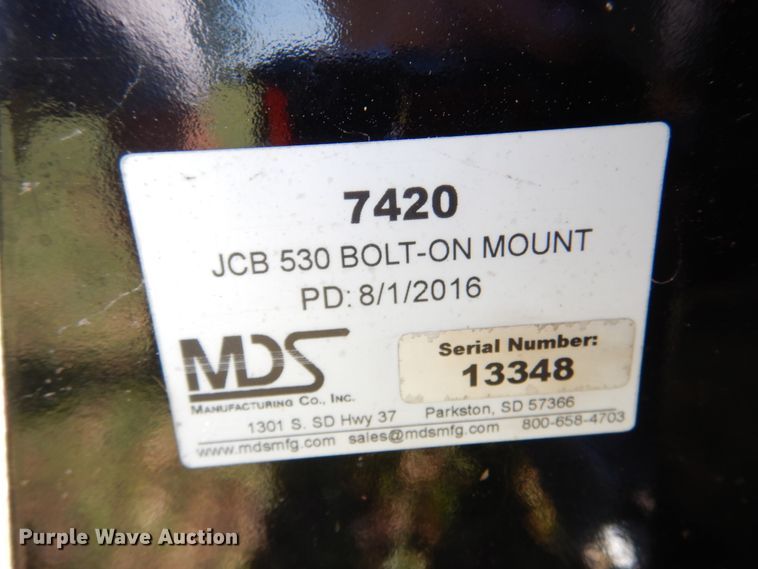 7420
JCB 530 BOLT-ON MOUNT
PD: 8/1/2016
MDS
MANUFACTURING CO., INC.
Serial Number:
13348
1301 S. SD Hwy 37 Parkston, SD 57366
www.mdsmfg.com sales@mdsmfg.com 800-658-4703
Purple Wave Auction